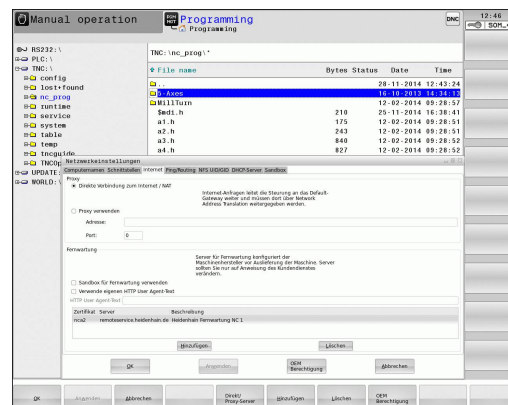 Manual operation
PGM MGT Programming
Programming
DNC
12:46
SOM_
RS232:\
PLC:\
TNC:\
config
lost+found
nc_prog
runtime
service
system
table
temp
tncguide
UPDATE:
WORLD:\
TNC:\nc_prog\*
File name Bytes Status Date Time
.. 28-11-2014 12:43:24
5-Axes 16-10-2013 14:34:13
MillTurn 12-02-2014 09:28:57
$mdi.h 210 25-11-2014 16:30:41
a1.h 175 12-02-2014 09:28:51
a2.h 243 12-02-2014 09:28:51
a3.h 840 12-02-2014 09:28:52
a4.h 827 12-02-2014 09:28:52
Netzwerkeinstellungen
Computernamen Schnittstellen Internet Ping/Routing NFS UID/GID DHCP-Server Sandbox
Proxy
Direkte Verbindung zum Internet / NAT
Internet-Anfragen leitet die Steuerung an das Default-
Gateway weiter und müssen dort über Network
Address Translation weitergegeben werden.
Proxy verwenden
Adresse:
Port: 0
Fernwartung
Server für Fernwartung konfiguriert der
Maschinenhersteller vor Auslieferung der Maschine. Server
sollten Sie nur auf Anweisung des Kundendienstes
verändern.
Sandbox für Fernwartung verwenden
Verwende eigenen HTTP User Agent-Text
HTTP User Agent-Text
Zertifikat Server Beschreibung
nca2 remoteservice.heidenhain.de Heidenhain Fernwartung NC 1
Hinzufügen Löschen
OK Anwenden OEM Berechtigung Abbrechen
OK Anwenden Abbrechen Direkt/ Proxy-Server Hinzufügen Löschen OEM Berechtigung